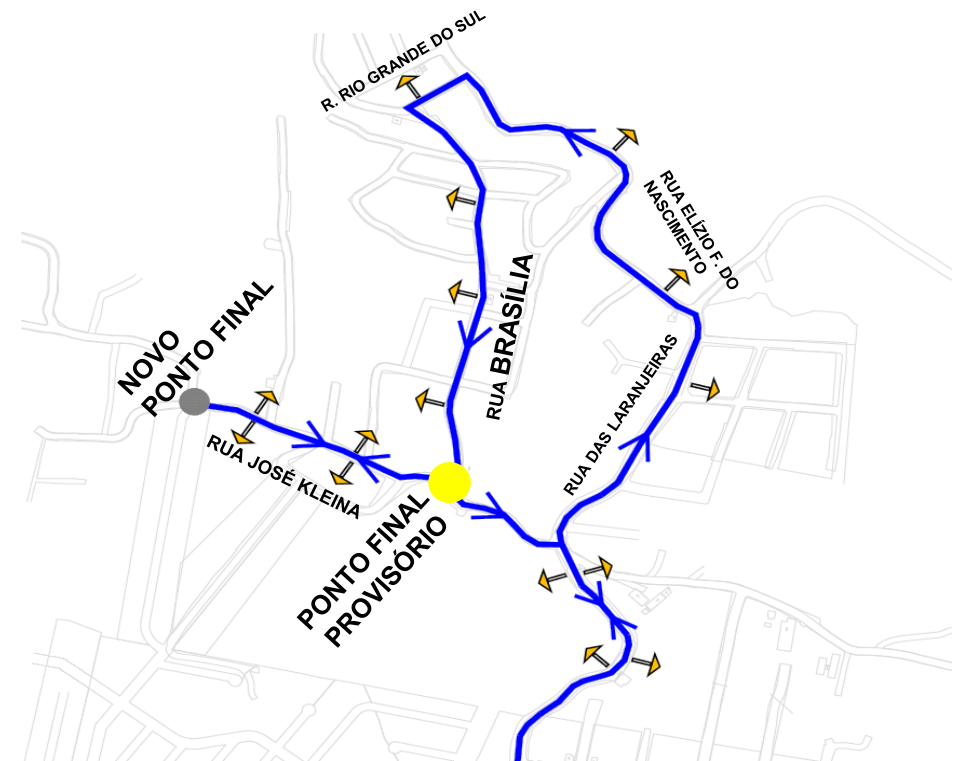 R. RIO GRANDE DO SUL
RUA ELÍZIO F. DO
NASCIMENTO
NOVO
PONTO FINAL
RUA BRASÍLIA
RUA DAS LARANJEIRAS
RUA JOSÉ KLEINA
PONTO FINAL
PROVISÓRIO